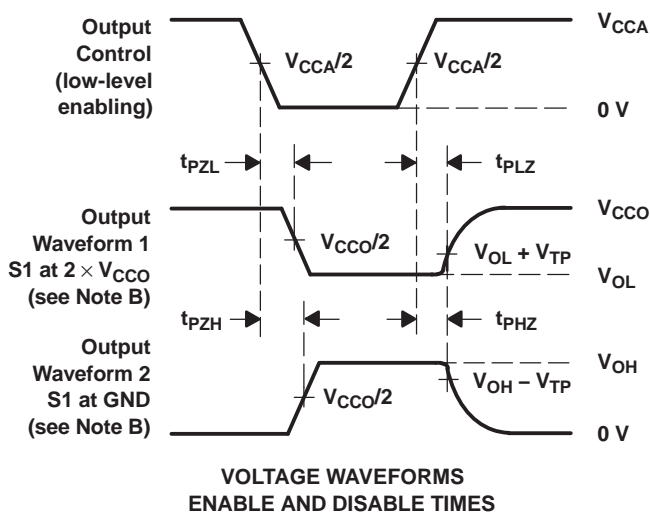 Output
Control
(low-level
enabling)
V_CCA/2
V_CCA/2
V_CCA
0 V
t_PZL
t_PLZ
Output
Waveform 1
S1 at 2 × V_CCO
(see Note B)
V_CCO/2
V_CCO
V_OL + V_TP
V_OL
t_PZH
t_PHZ
Output
Waveform 2
S1 at GND
(see Note B)
V_CCO/2
V_OH
V_OH − V_TP
0 V
VOLTAGE WAVEFORMS
ENABLE AND DISABLE TIMES